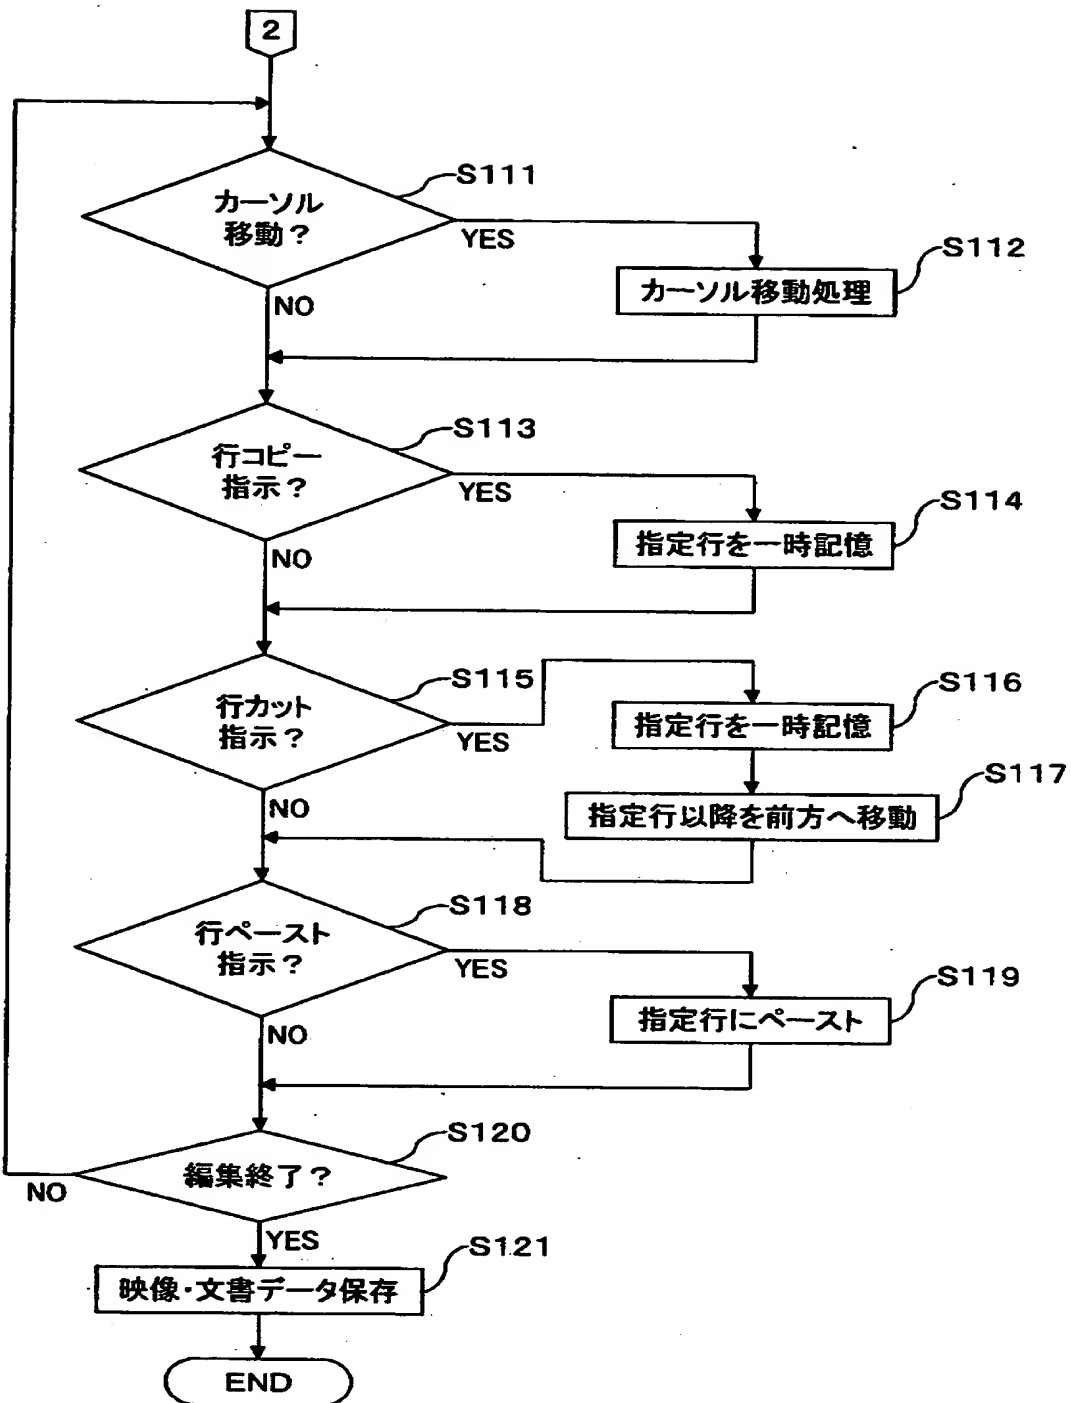 2
S111
カーソル
移動？
YES
S112
カーソル移動処理
NO
S113
行コピー
指示？
YES
S114
指定行を一時記憶
NO
S115
行カット
指示？
YES
S116
指定行を一時記憶
S117
指定行以降を前方へ移動
NO
S118
行ペースト
指示？
YES
S119
指定行にペースト
NO
S120
編集終了？
NO
YES
S121
映像・文書データ保存
END